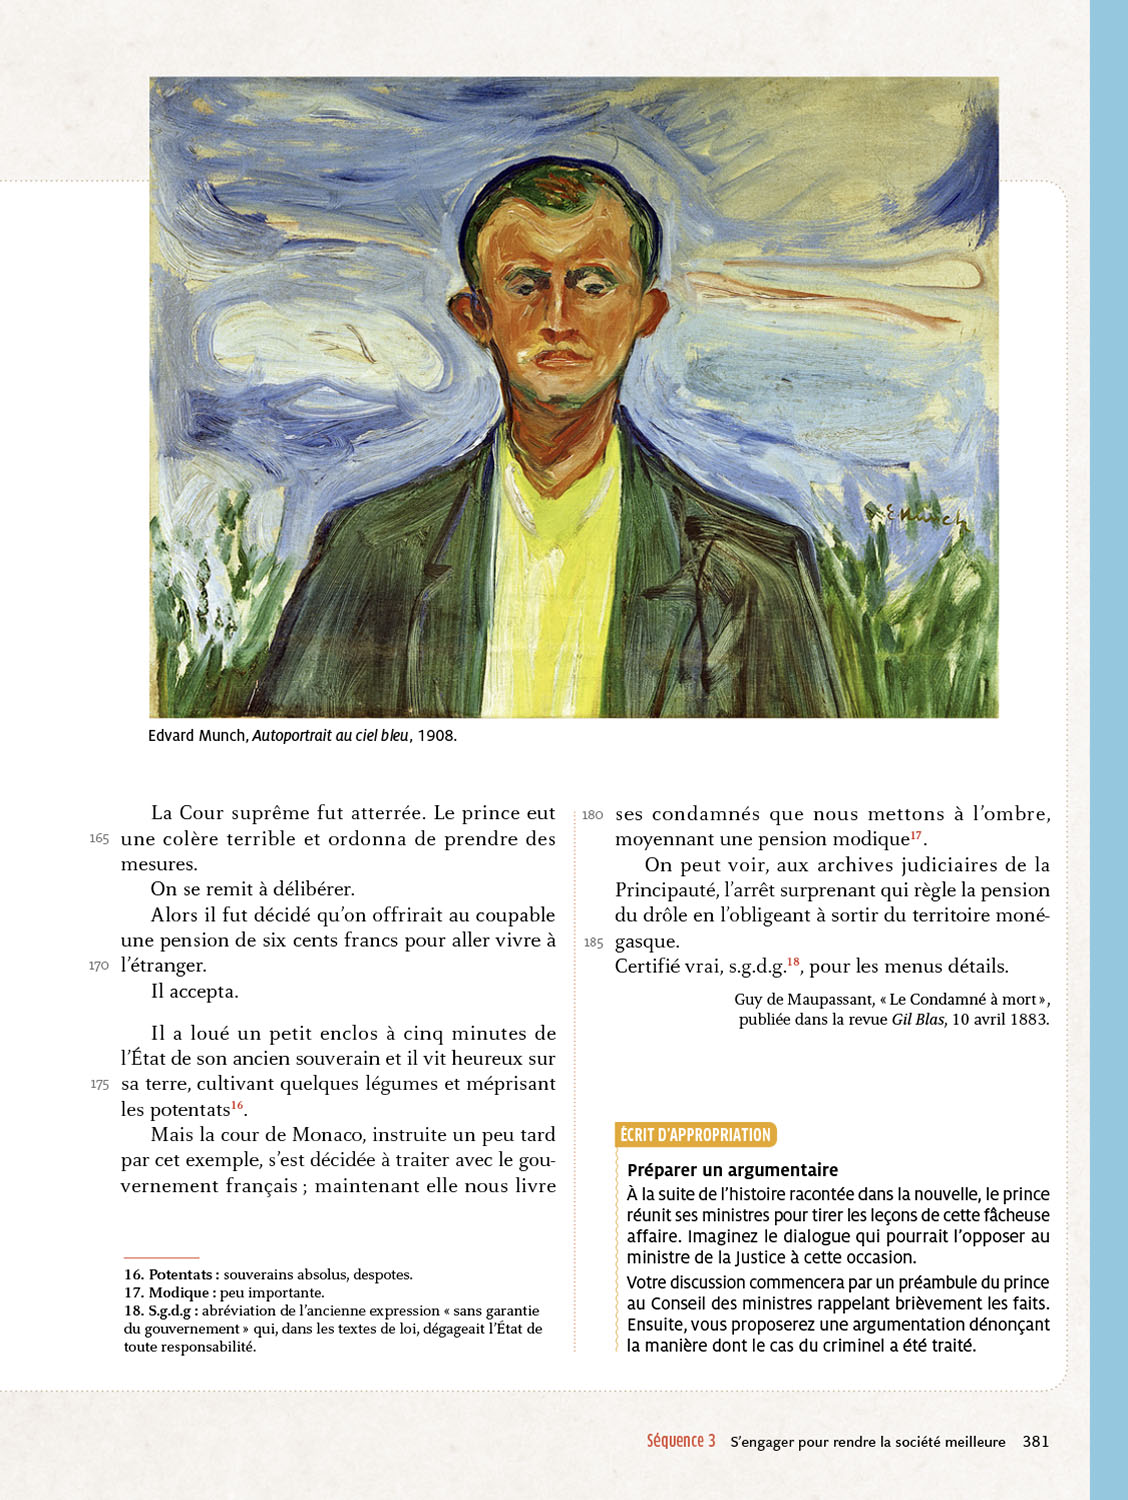 E Munch
Edvard Munch, Autoportrait au ciel bleu, 1908.
La Cour suprême fut atterrée. Le prince eut
165 une colère terrible et ordonna de prendre des
mesures.
On se remit à délibérer.
Alors il fut décidé qu'on offrirait au coupable
une pension de six cents francs pour aller vivre à
170 l'étranger.
Il accepta.
Il a loué un petit enclos à cinq minutes de
l'État de son ancien souverain et il vit heureux sur
175 sa terre, cultivant quelques légumes et méprisant
les potentats16.
Mais la cour de Monaco, instruite un peu tard
par cet exemple, s'est décidée à traiter avec le gou-
vernement français ; maintenant elle nous livre
180 ses condamnés que nous mettons à l'ombre,
moyennant une pension modique17.
On peut voir, aux archives judiciaires de la
Principauté, l'arrêt surprenant qui règle la pension
du drôle en l'obligeant à sortir du territoire moné-
185 gasque.
Certifié vrai, s.g.d.g.18, pour les menus détails.
Guy de Maupassant, « Le Condamné à mort »,
publiée dans la revue Gil Blas, 10 avril 1883.
16. Potentats : souverains absolus, despotes.
17. Modique : peu importante.
18. S.g.d.g : abréviation de l'ancienne expression « sans garantie
du gouvernement » qui, dans les textes de loi, dégageait l'État de
toute responsabilité.
ÉCRIT D'APPROPRIATION
Préparer un argumentaire
À la suite de l'histoire racontée dans la nouvelle, le prince
réunit ses ministres pour tirer les leçons de cette fâcheuse
affaire. Imaginez le dialogue qui pourrait l'opposer au
ministre de la Justice à cette occasion.
Votre discussion commencera par un préambule du prince
au Conseil des ministres rappelant brièvement les faits.
Ensuite, vous proposerez une argumentation dénonçant
la manière dont le cas du criminel a été traité.
Séquence 3 S'engager pour rendre la société meilleure 381